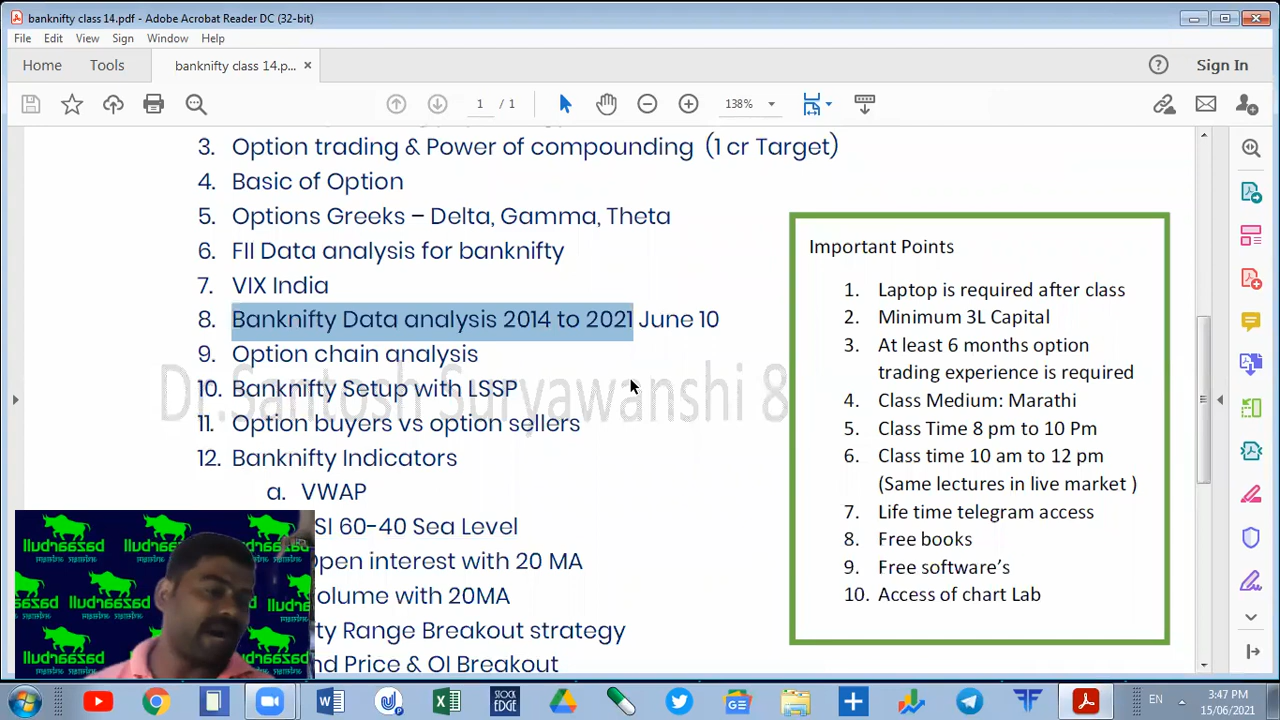 banknifty class 14.pdf - Adobe Acrobat Reader DC (32-bit)
File Edit View Sign Window Help
Home Tools banknifty class 14.p... × Sign In
1 / 1 138%
3. Option trading & Power of compounding (1 cr Target)
4. Basic of Option
5. Options Greeks – Delta, Gamma, Theta
6. FII Data analysis for banknifty
7. VIX India
8. Banknifty Data analysis 2014 to 2021 June 10
9. Option chain analysis
10. Banknifty Setup with LSSP
11. Option buyers vs option sellers
12. Banknifty Indicators
a. VWAP
SI 60-40 Sea Level
pen interest with 20 MA
olume with 20MA
ty Range Breakout strategy
nd Price & OI Breakout
Dr.Santosh Suryawanshi 8
Important Points
1. Laptop is required after class
2. Minimum 3L Capital
3. At least 6 months option
trading experience is required
4. Class Medium: Marathi
5. Class Time 8 pm to 10 Pm
6. Class time 10 am to 12 pm
(Same lectures in live market )
7. Life time telegram access
8. Free books
9. Free software's
10. Access of chart Lab
bazaarbull
STOCK
EDGE
EN 3:47 PM
15/06/2021